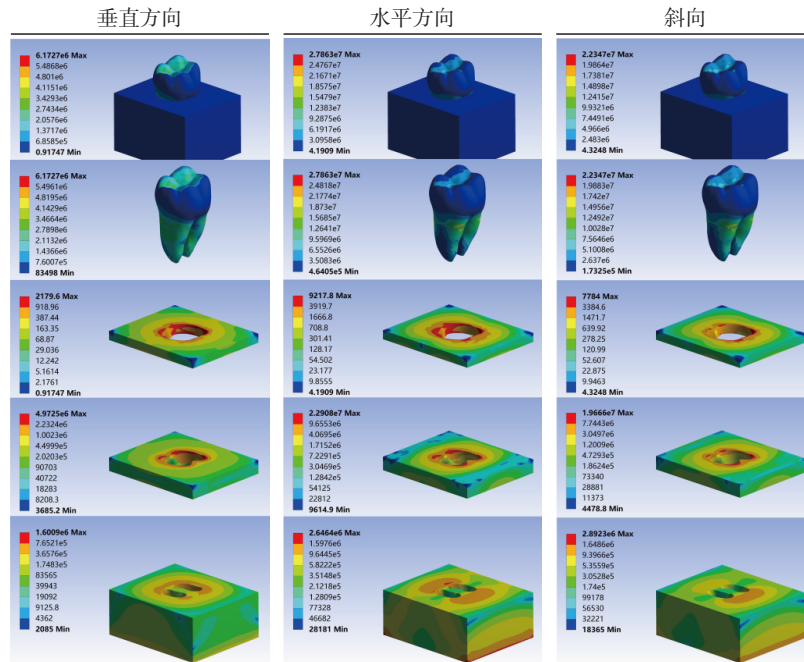 垂直方向
水平方向
斜向
6.1727e6 Max
5.4868e6
4.801e6
4.1151e6
3.4293e6
2.7434e6
2.0576e6
1.3717e6
6.8585e5
0.91747 Min
2.7863e7 Max
2.4767e7
2.1671e7
1.8575e7
1.5479e7
1.2383e7
9.2875e6
6.1917e6
3.0958e6
4.1909 Min
2.2347e7 Max
1.9864e7
1.7381e7
1.4898e7
1.2415e7
9.9321e6
7.4491e6
4.966e6
2.483e6
4.3248 Min
6.1727e6 Max
5.4961e6
4.8195e6
4.1429e6
3.4664e6
2.7898e6
2.1132e6
1.4366e6
7.6007e5
83498 Min
2.7863e7 Max
2.4818e7
2.1774e7
1.873e7
1.5685e7
1.2641e7
9.5969e6
6.5526e6
3.5083e6
4.6405e5 Min
2.2347e7 Max
1.9883e7
1.742e7
1.4956e7
1.2492e7
1.0028e7
7.5646e6
5.1008e6
2.637e6
1.7325e5 Min
2179.6 Max
918.96
387.44
163.35
68.87
29.036
12.242
5.1614
2.1761
0.91747 Min
9217.8 Max
3919.7
1666.8
708.8
301.41
128.17
54.502
23.177
9.8555
4.1909 Min
7784 Max
3384.6
1471.7
639.92
278.25
120.99
52.607
22.875
9.9463
4.3248 Min
4.9725e6 Max
2.2324e6
1.0023e6
4.4999e5
2.0203e5
90703
40722
18283
8208.3
3685.2 Min
2.2908e7 Max
9.6553e6
4.0695e6
1.7152e6
7.2291e5
3.0469e5
1.2842e5
54125
22812
9614.9 Min
1.9666e7 Max
7.7443e6
3.0497e6
1.2009e6
4.7293e5
1.8624e5
73340
28881
11373
4478.8 Min
1.6009e6 Max
7.6521e5
3.6576e5
1.7483e5
83565
39943
19092
9125.8
4362
2085 Min
2.6464e6 Max
1.5976e6
9.6445e5
5.8222e5
3.5148e5
2.1218e5
1.2809e5
77328
46682
28181 Min
2.8923e6 Max
1.6486e6
9.3966e5
5.3559e5
3.0528e5
1.74e5
99178
56530
32221
18365 Min